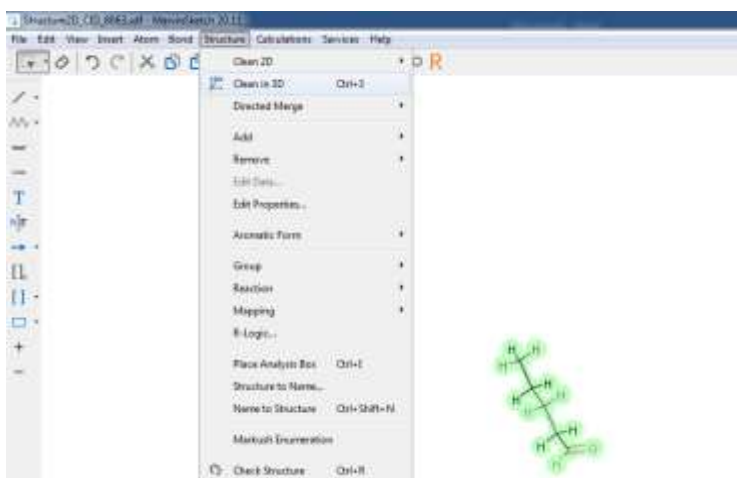 Structure2D_CID_8063.sdf - MarvinSketch 20.11
File Edit View Insert Atom Bond Structure Calculations Services Help
Clean 2D
R
Clean in 3D Ctrl+3
Directed Merge
Add
Remove
Edit Data...
Edit Properties...
T
Aromatic Form
Group
Reaction
Mapping
R-Logic...
Place Analysis Box Ctrl+I
Structure to Name...
Name to Structure Ctrl+Shift+N
Markush Enumeration
Check Structure Ctrl+R
H H
H
H
H
H
H
H
H
H O
H